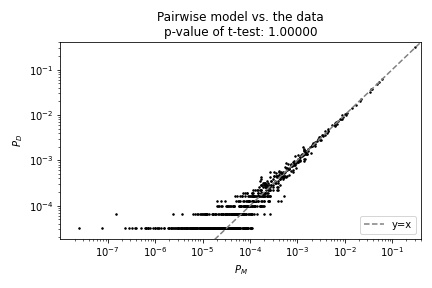 Pairwise model vs. the data
p-value of t-test: 1.00000
P_D
10⁻¹
10⁻²
10⁻³
10⁻⁴
y=x
10⁻⁷ 10⁻⁶ 10⁻⁵ 10⁻⁴ 10⁻³ 10⁻² 10⁻¹
P_M